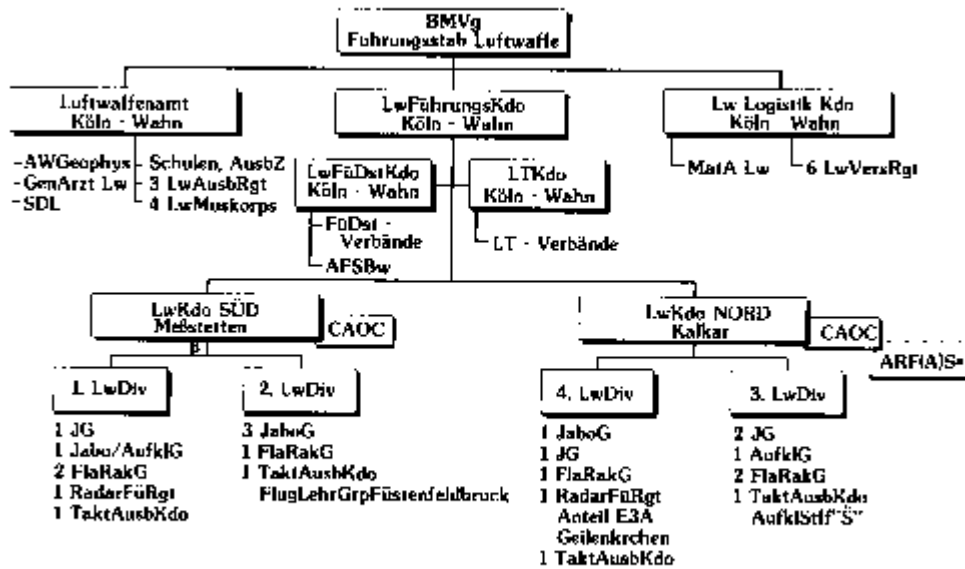 BMVg
Fuhrungsstab Luftwaffe
Luftwaffenamt
Köln - Wahn
LwFührungsKdo
Köln - Wahn
Lw Logistik Kdo
Köln Wahn
-AWGeophys
-GenArzt Lw
-SDL
- Schulen, AusbZ
- 3 LwAusbRgt
- 4 LwMuskorps
LwFüDstKdo
Köln - Wahn
FüDst -
Verbände
AFSBw
LTKdo
Köln - Wahn
LT - Verbände
MatA Lw
6 LwVersRgt
LwKdo SÜD
Meßstetten
CAOC
LwKdo NORD
Kalkar
CAOC
ARF(A)S
1. LwDiv
1 JG
1 Jabo/AufklG
2 FlaRakG
1 RadarFüRgt
1 TaktAusbKdo
2. LwDiv
3 JaboG
1 FlaRakG
1 TaktAusbKdo
FlugLehrGrpFüstenfeldbruck
4. LwDiv
1 JaboG
1 JG
1 FlaRakG
1 RadarFüRgt
Anteil E3A
Geilenkrchen
1 TaktAusbKdo
3. LwDiv
2 JG
1 AufklG
2 FlaRakG
1 TaktAusbKdo
AufklStff"S"